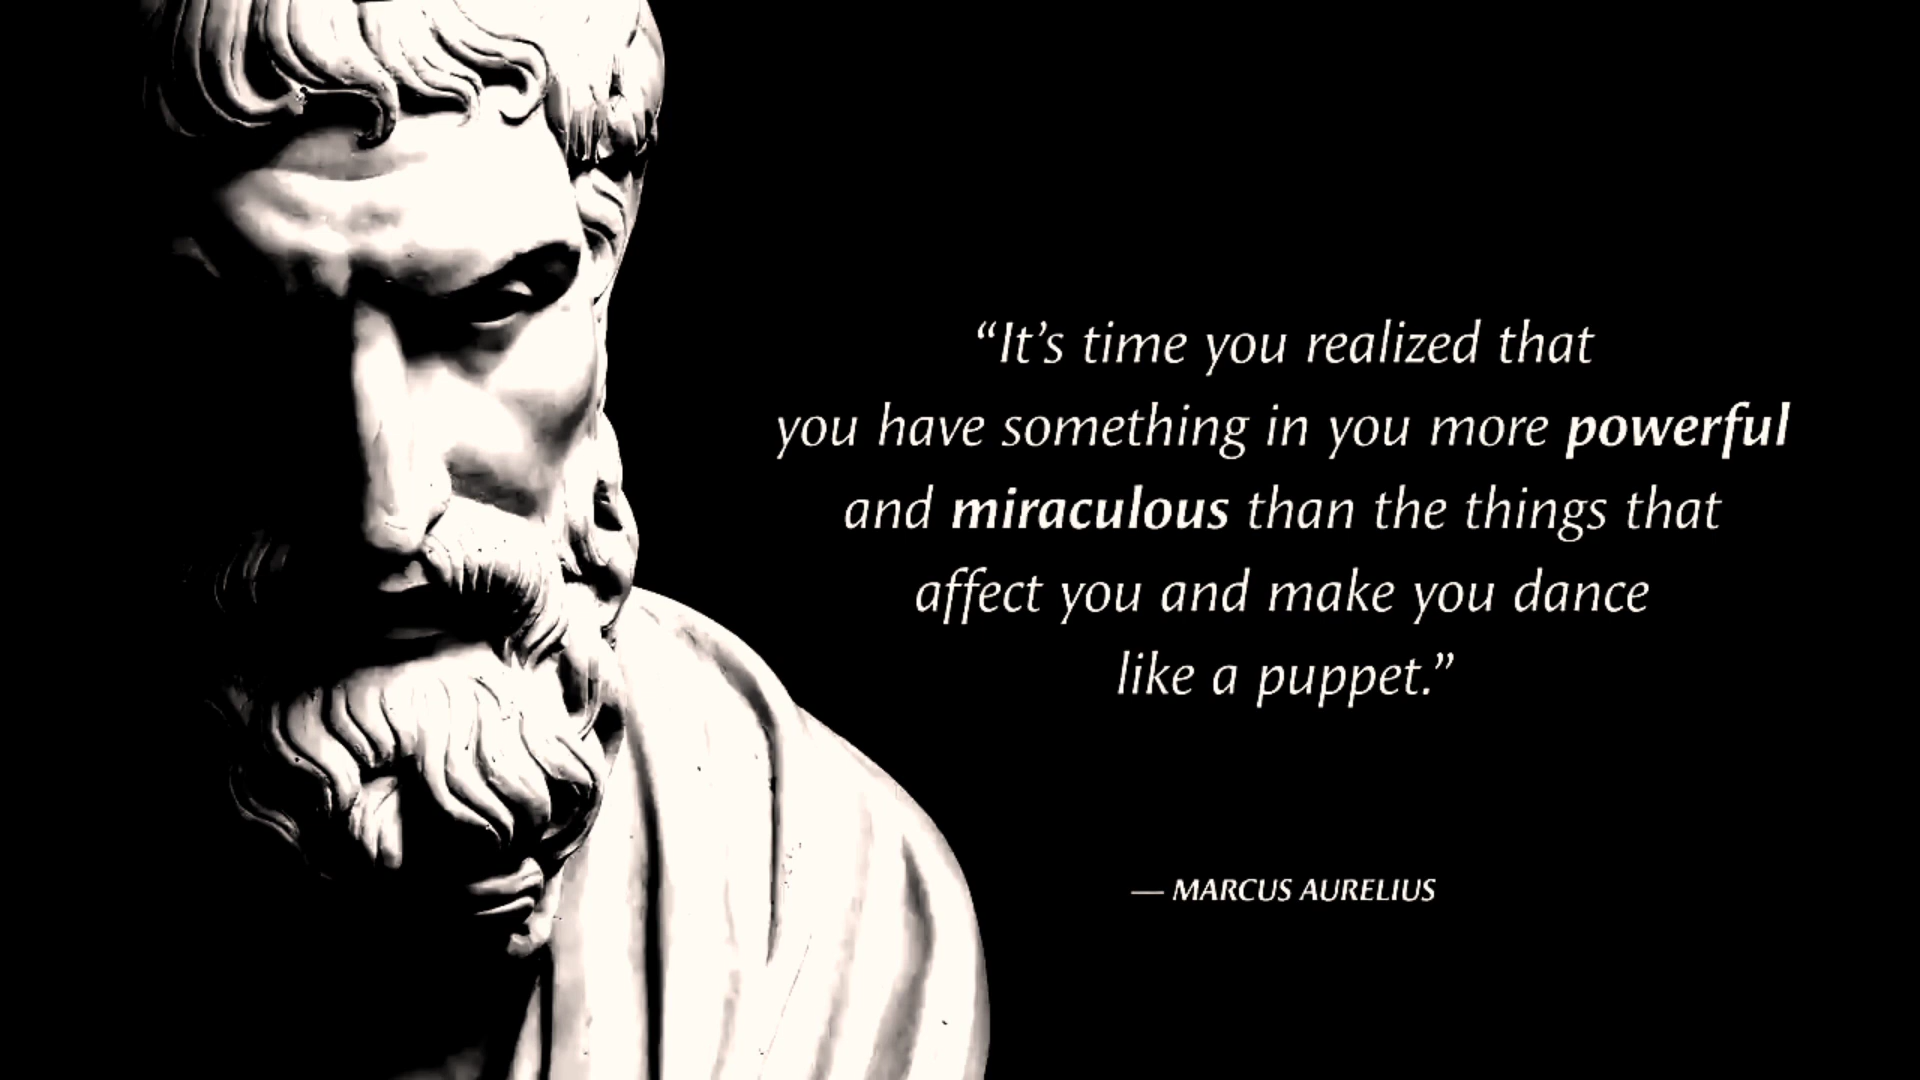 “It’s time you realized that
you have something in you more powerful
and miraculous than the things that
affect you and make you dance
like a puppet.”
— MARCUS AURELIUS